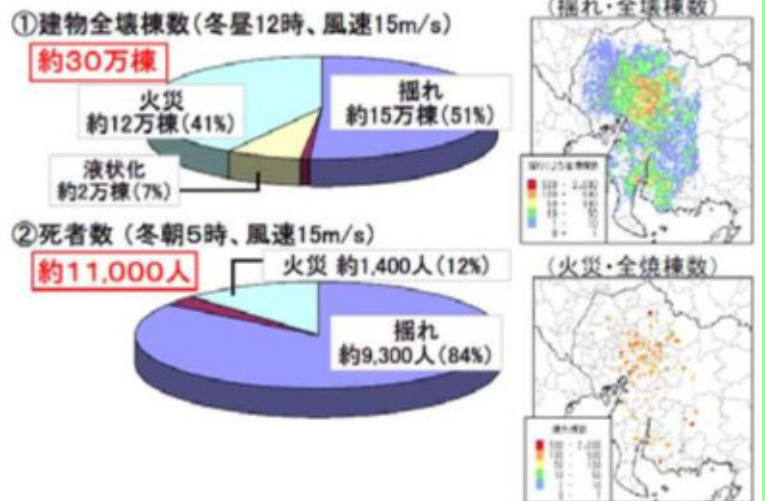 ①建物全壊棟数(冬昼12時、風速15m/s)
約30万棟
火災
約12万棟(41%)
揺れ
約15万棟(51%)
液状化
約2万棟(7%)
②死者数 (冬朝5時、風速15m/s)
約11,000人
火災 約1,400人(12%)
揺れ
約9,300人(84%)
(揺れ・全壊棟数)
(火災・全焼棟数)